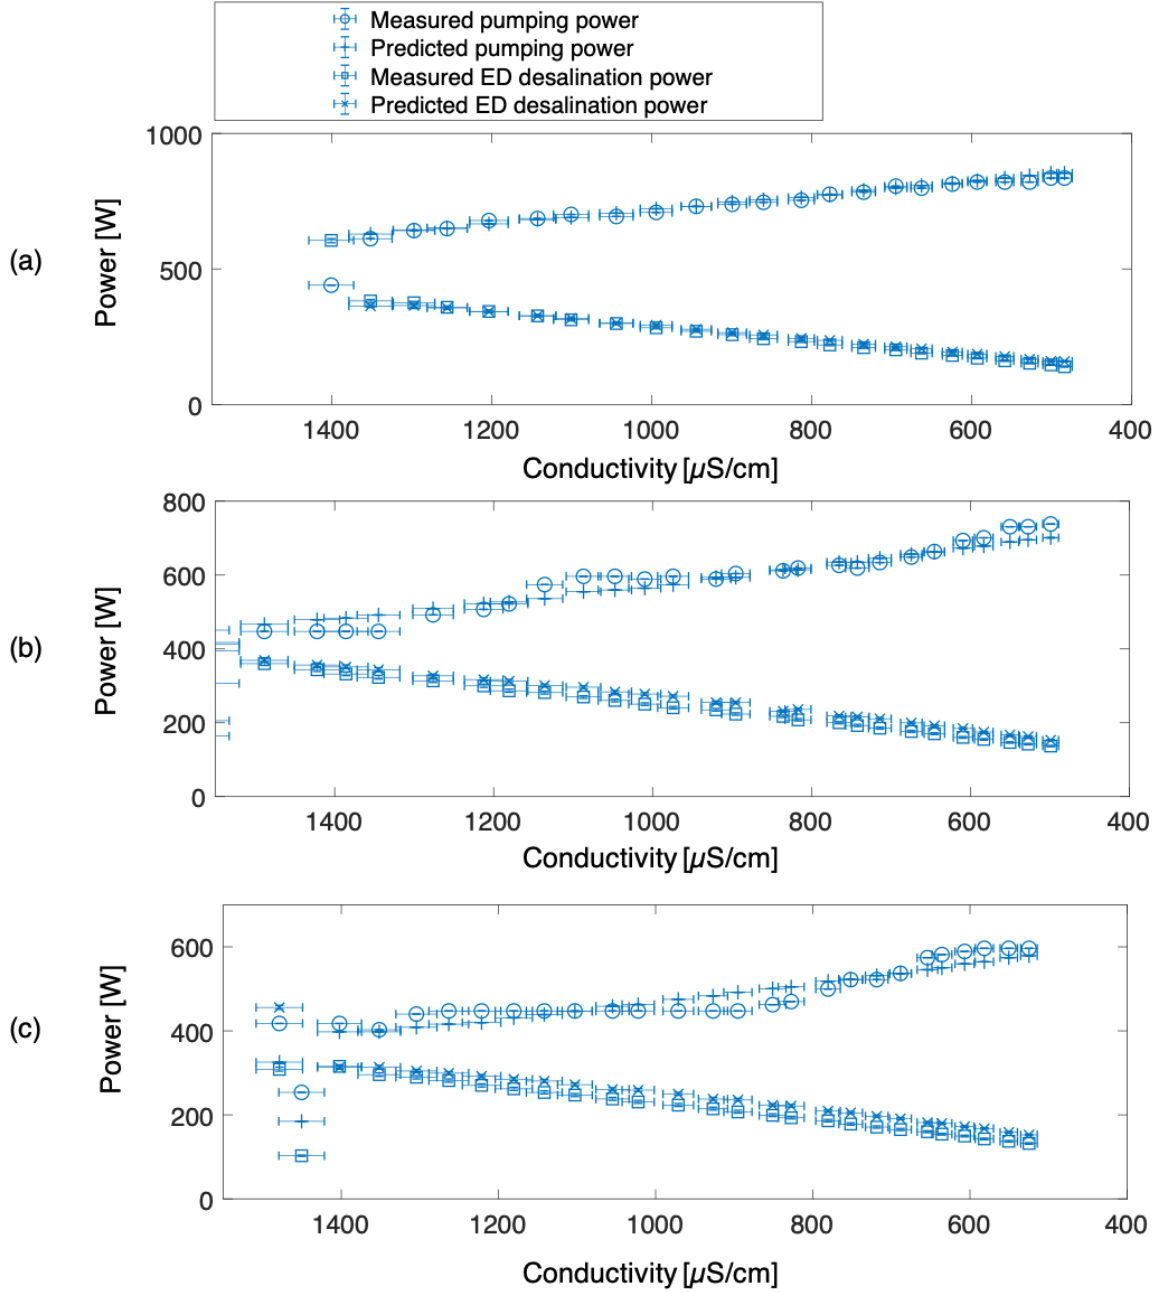 Measured pumping power
Predicted pumping power
Measured ED desalination power
Predicted ED desalination power
(a)
Power [W]
1000
500
0
1400 1200 1000 800 600 400
Conductivity [µS/cm]
(b)
Power [W]
800
600
400
200
0
1400 1200 1000 800 600 400
Conductivity [µS/cm]
(c)
Power [W]
600
400
200
0
1400 1200 1000 800 600 400
Conductivity [µS/cm]